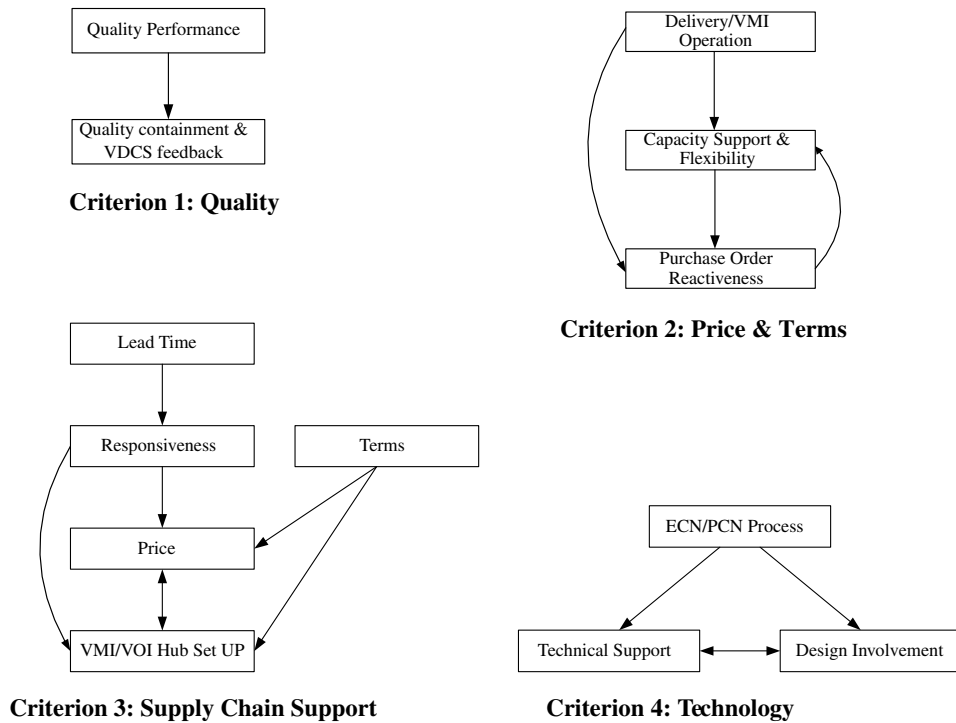 Quality Performance
Quality containment &
VDCS feedback
Criterion 1: Quality
Delivery/VMI
Operation
Capacity Support &
Flexibility
Purchase Order
Reactiveness
Criterion 2: Price & Terms
Lead Time
Responsiveness
Terms
Price
VMI/VOI Hub Set UP
Criterion 3: Supply Chain Support
ECN/PCN Process
Technical Support
Design Involvement
Criterion 4: Technology